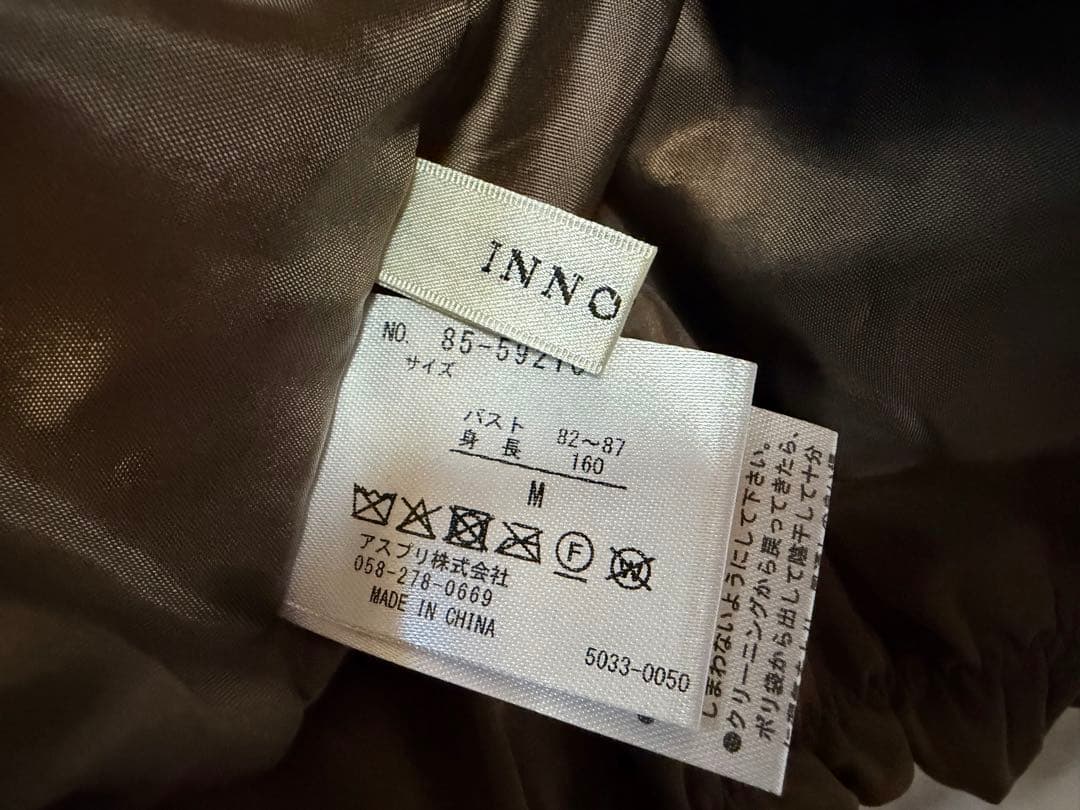 INNO
NO. 85-5921
サイズ
バスト 82~87
身長 160
M
F
W
アスプリ株式会社
058-278-0669
MADE IN CHINA
5033-0050
しまわないようにして下さい。
●クリーニングから戻ってきたら、
ポリ袋から出して陰干して十分